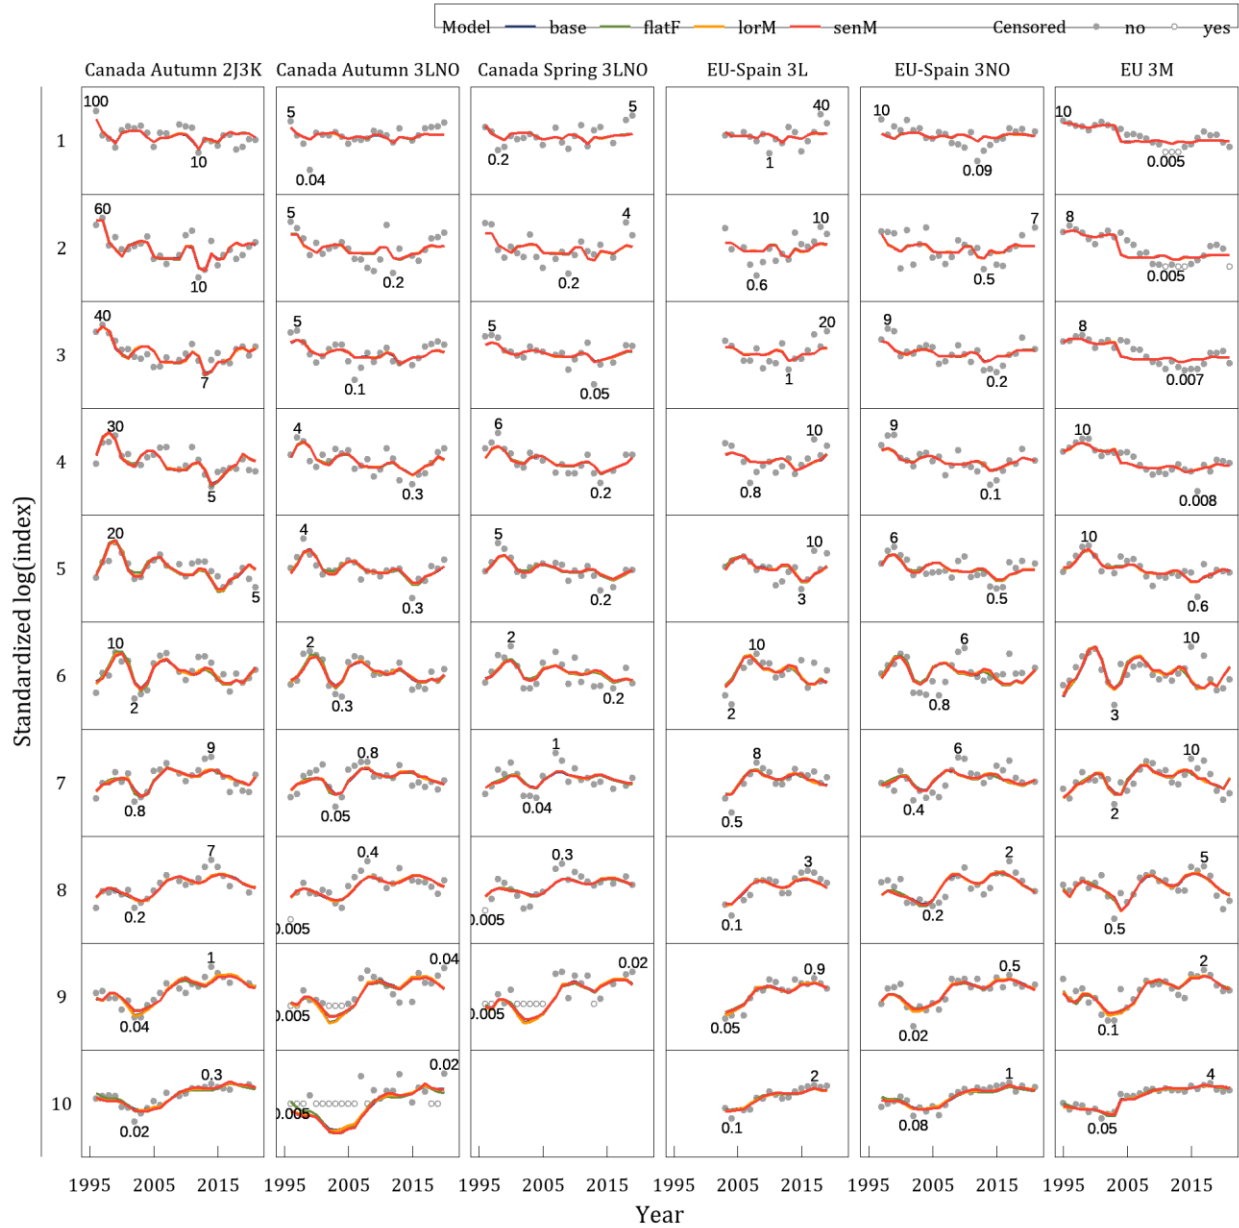 Model base flatF lorM senM Censored no yes
Canada Autumn 2J3K Canada Autumn 3LNO Canada Spring 3LNO EU-Spain 3L EU-Spain 3NO EU 3M
Standardized log(index)
1 100 10 5 0.04 5 0.2 40 1 10 0.09 10 0.005
2 60 10 5 0.2 4 0.2 10 0.6 7 0.5 8 0.005
3 40 7 5 0.1 5 0.05 20 1 9 0.2 8 0.007
4 30 5 4 0.3 6 0.2 10 0.8 9 0.1 10 0.008
5 20 5 4 0.3 5 0.2 10 3 6 0.5 10 0.6
6 10 2 2 0.3 2 0.2 10 2 6 0.8 10 3
7 9 0.8 0.8 0.05 1 0.04 8 0.5 6 0.4 10 2
8 7 0.2 0.4 0.005 0.3 0.005 3 0.1 2 0.2 5 0.5
9 1 0.04 0.04 0.005 0.02 0.005 0.9 0.05 0.5 0.02 2 0.1
10 0.3 0.02 0.02 0.005 2 0.1 1 0.08 4 0.05
1995 2005 2015 1995 2005 2015 1995 2005 2015 1995 2005 2015 1995 2005 2015 1995 2005 2015
Year